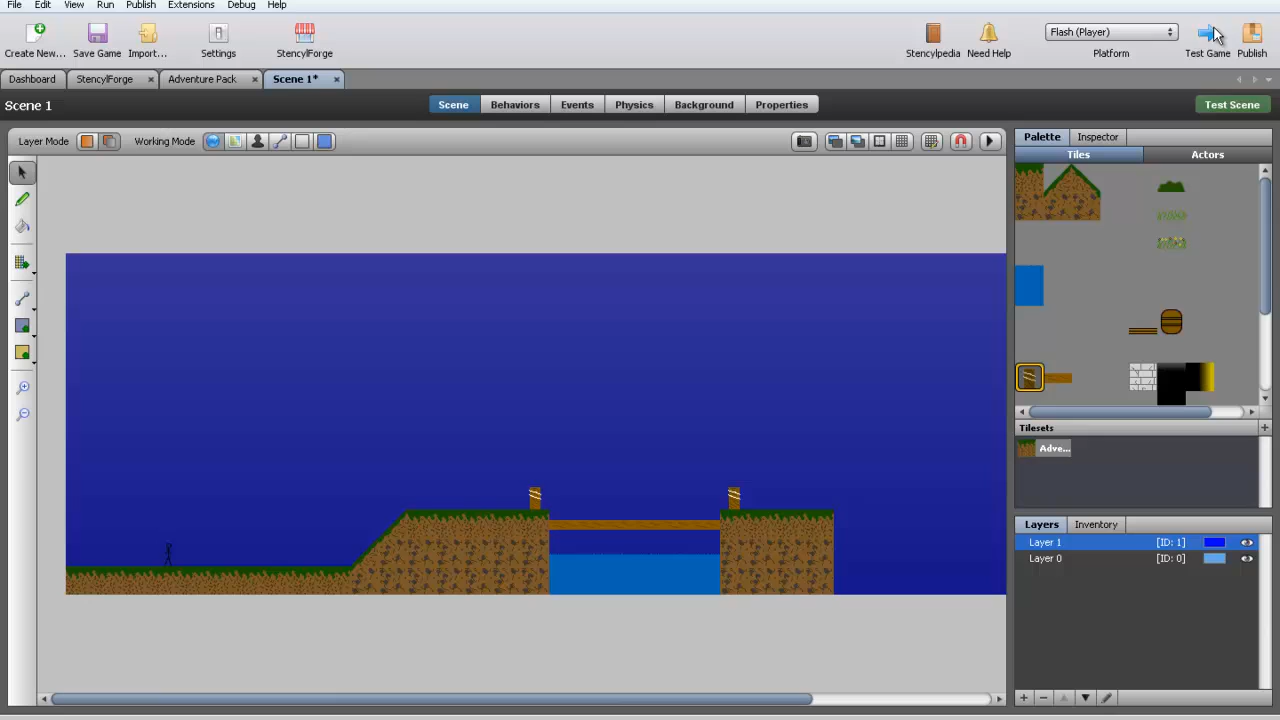 File Edit View Run Publish Extensions Debug Help
Create New... Save Game Import... Settings StencylForge Stencylpedia Need Help Flash (Player) Platform Test Game Publish
Dashboard StencylForge Adventure Pack Scene 1*
Scene 1 Scene Behaviors Events Physics Background Properties Test Scene
Layer Mode Working Mode Palette Inspector
Tiles Actors
Tilesets
Adve...
Layers Inventory
Layer 1 [ID: 1]
Layer 0 [ID: 0]